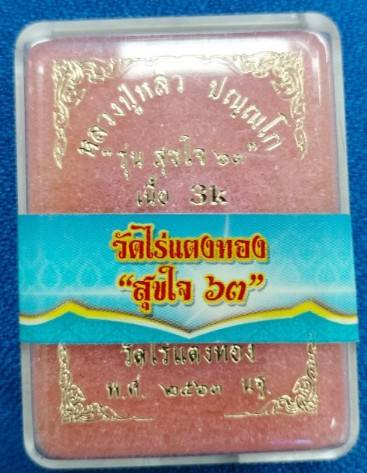 หลวงปู่หลิว ปณฺณโก
"รุ่น สุขใจ ๖๓"
เนื้อ 3k
วัดไร่แตงทอง
"สุขใจ ๖๓"
วัดไร่แตงทอง
พ.ศ. ๒๕๖๓ นฐ.